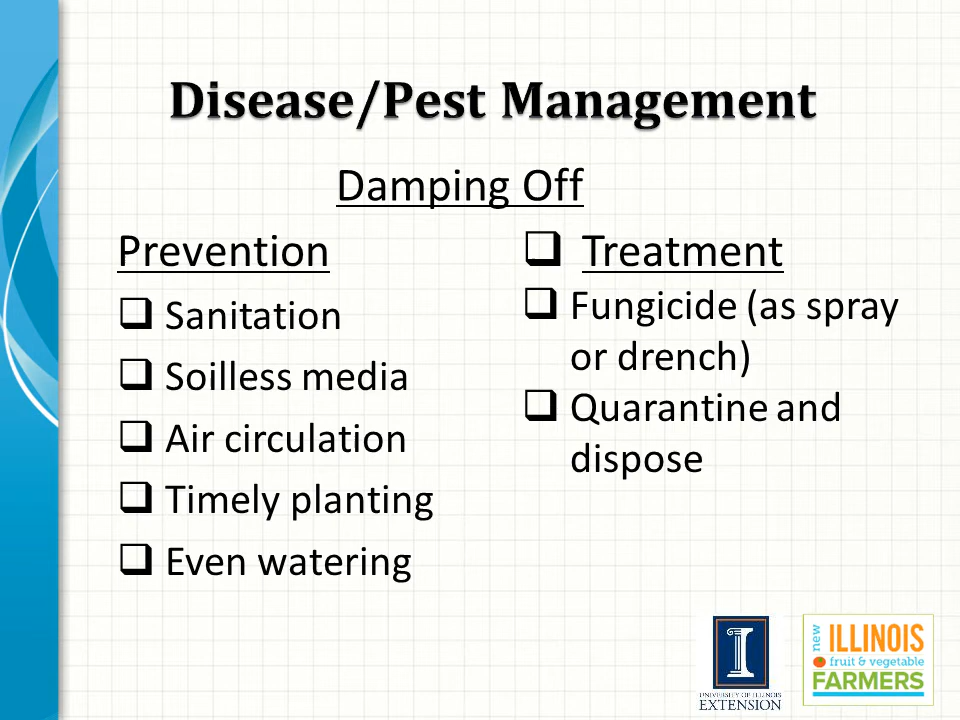 Disease/Pest Management
Damping Off
Prevention
Sanitation
Soilless media
Air circulation
Timely planting
Even watering
Treatment
Fungicide (as spray
or drench)
Quarantine and
dispose
I
UNIVERSITY OF ILLINOIS
EXTENSION
new
ILLINOIS
fruit & vegetable
FARMERS